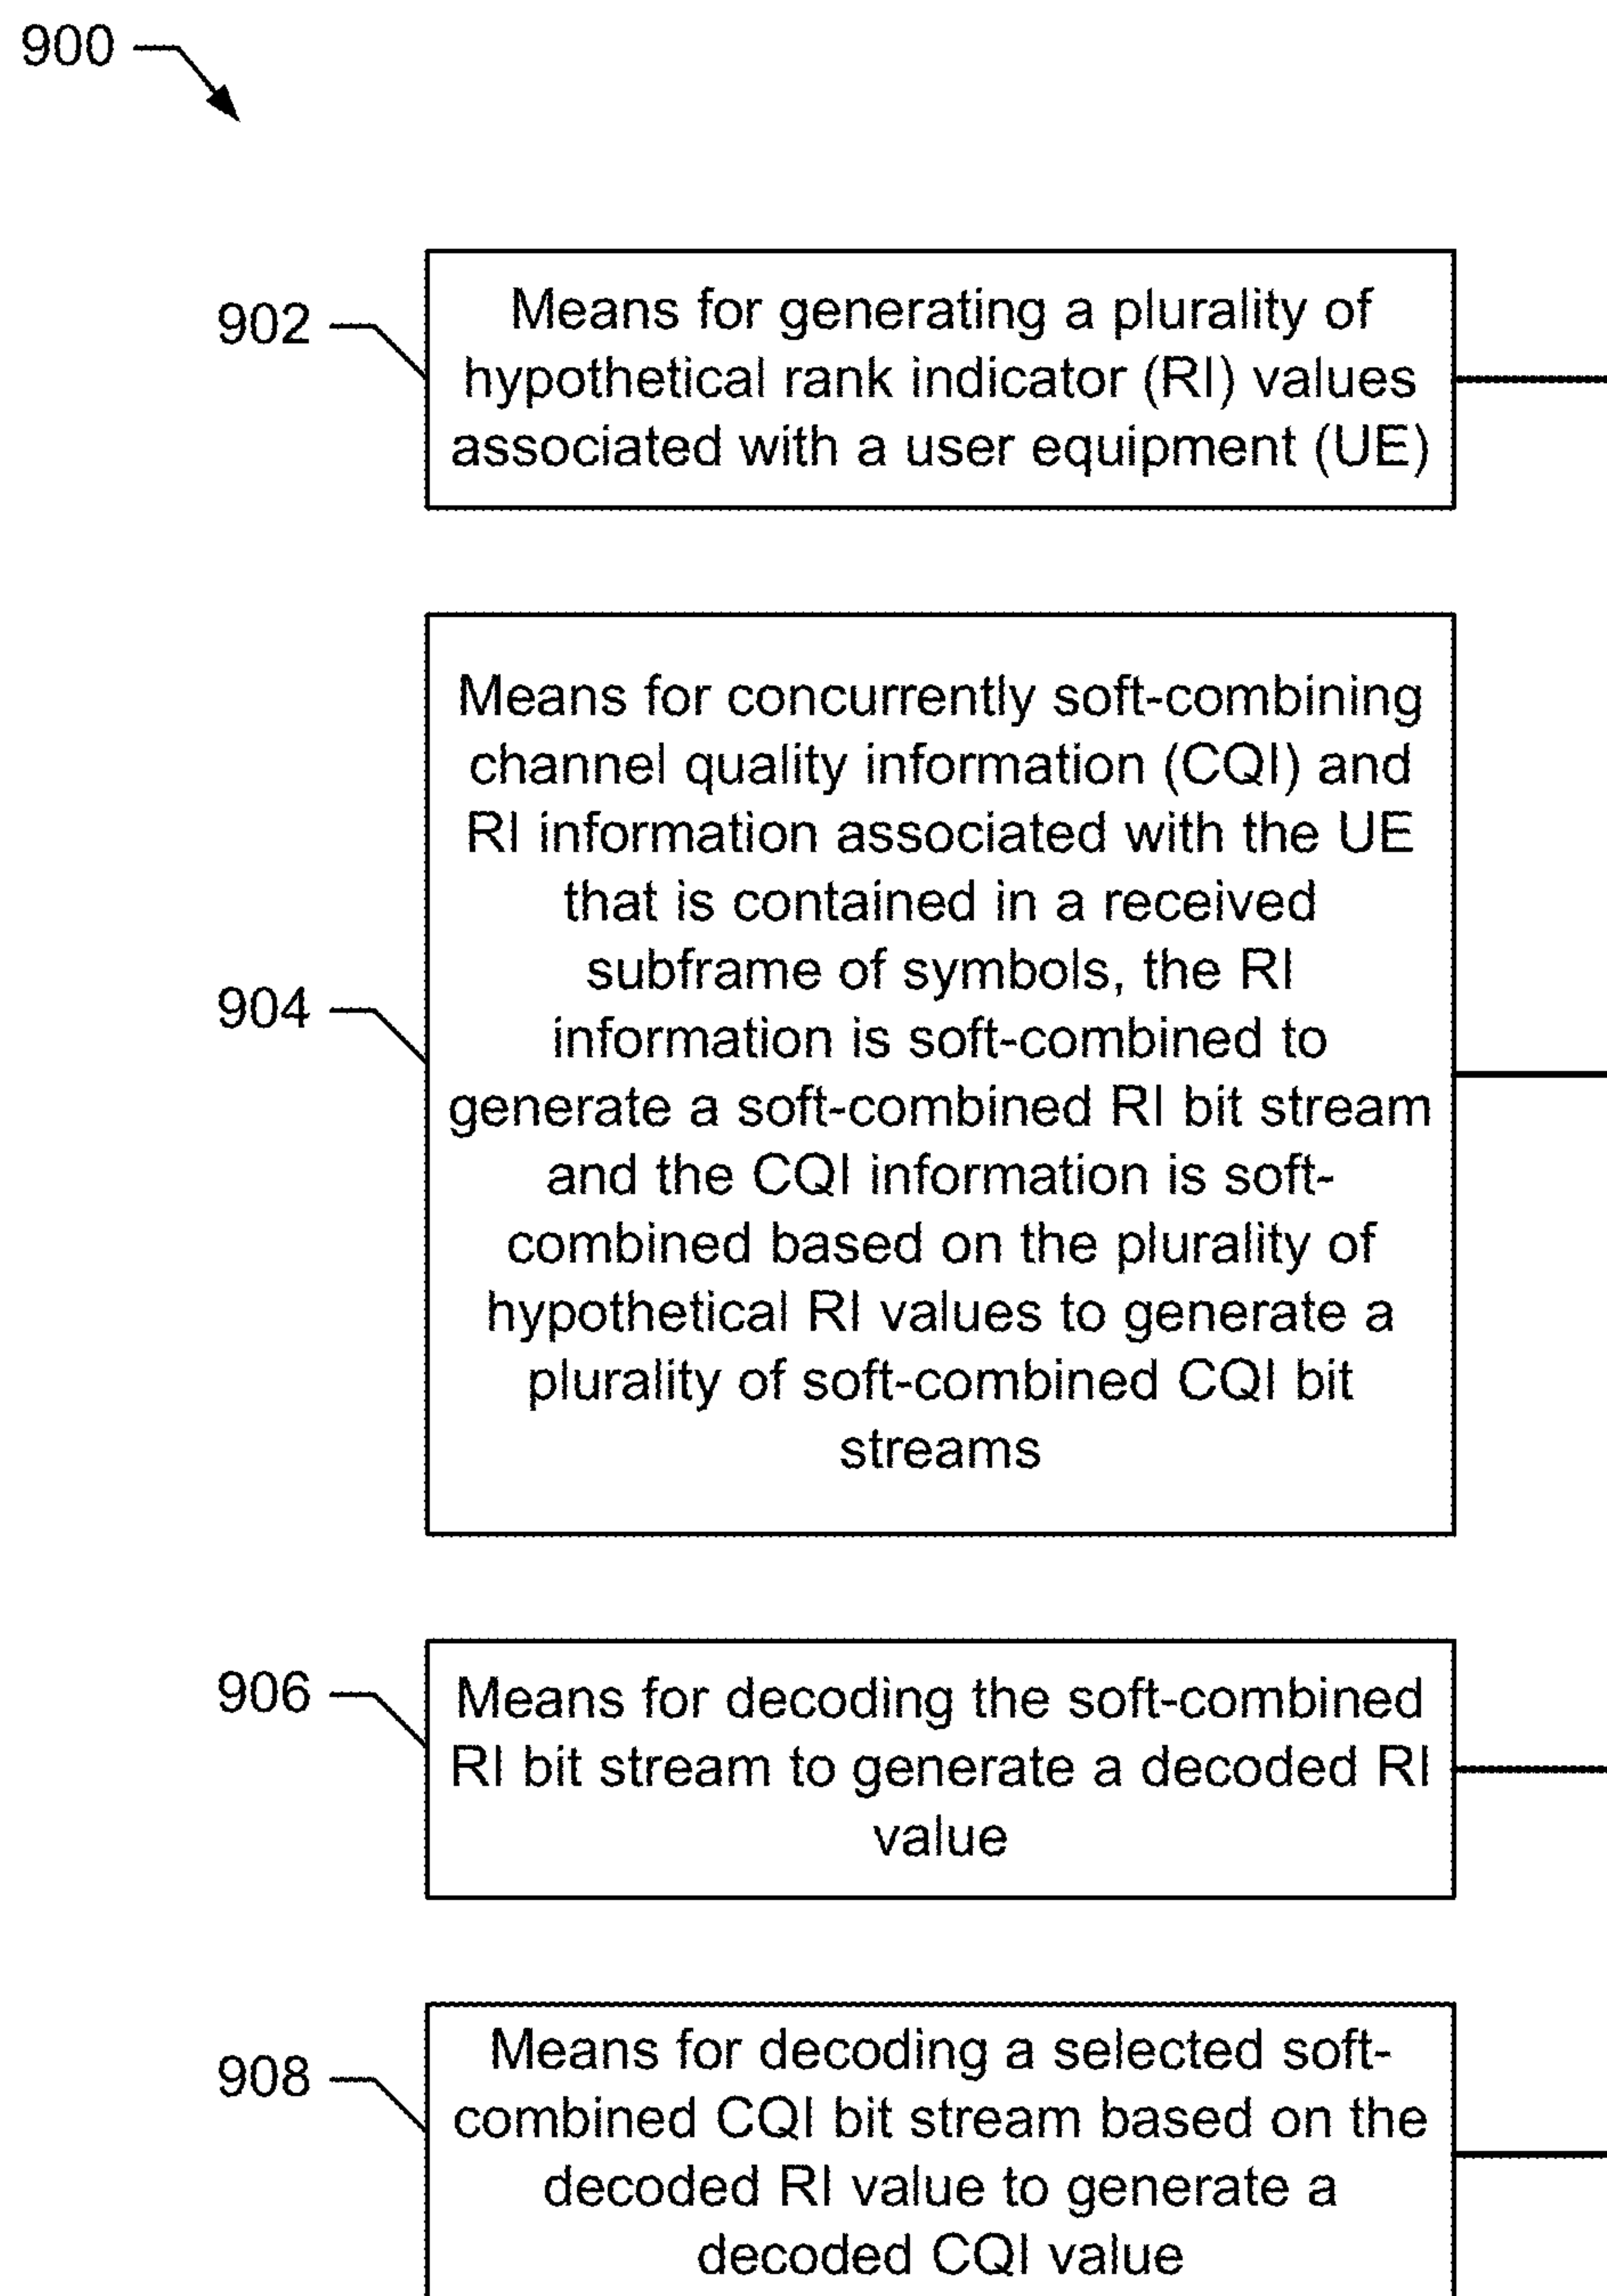 900
902
Means for generating a plurality of
hypothetical rank indicator (RI) values
associated with a user equipment (UE)
904
Means for concurrently soft-combining
channel quality information (CQI) and
RI information associated with the UE
that is contained in a received
subframe of symbols, the RI
information is soft-combined to
generate a soft-combined RI bit stream
and the CQI information is soft-
combined based on the plurality of
hypothetical RI values to generate a
plurality of soft-combined CQI bit
streams
906
Means for decoding the soft-combined
RI bit stream to generate a decoded RI
value
908
Means for decoding a selected soft-
combined CQI bit stream based on the
decoded RI value to generate a
decoded CQI value